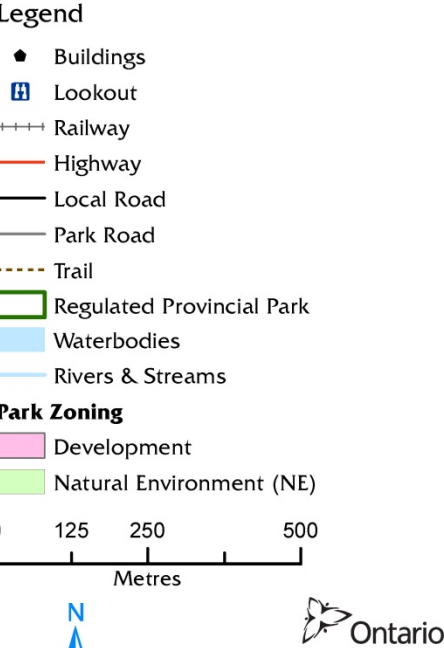 Legend
Buildings
Lookout
Railway
Highway
Local Road
Park Road
Trail
Regulated Provincial Park
Waterbodies
Rivers & Streams
Park Zoning
Development
Natural Environment (NE)
125 250 500
Metres
N
Ontario